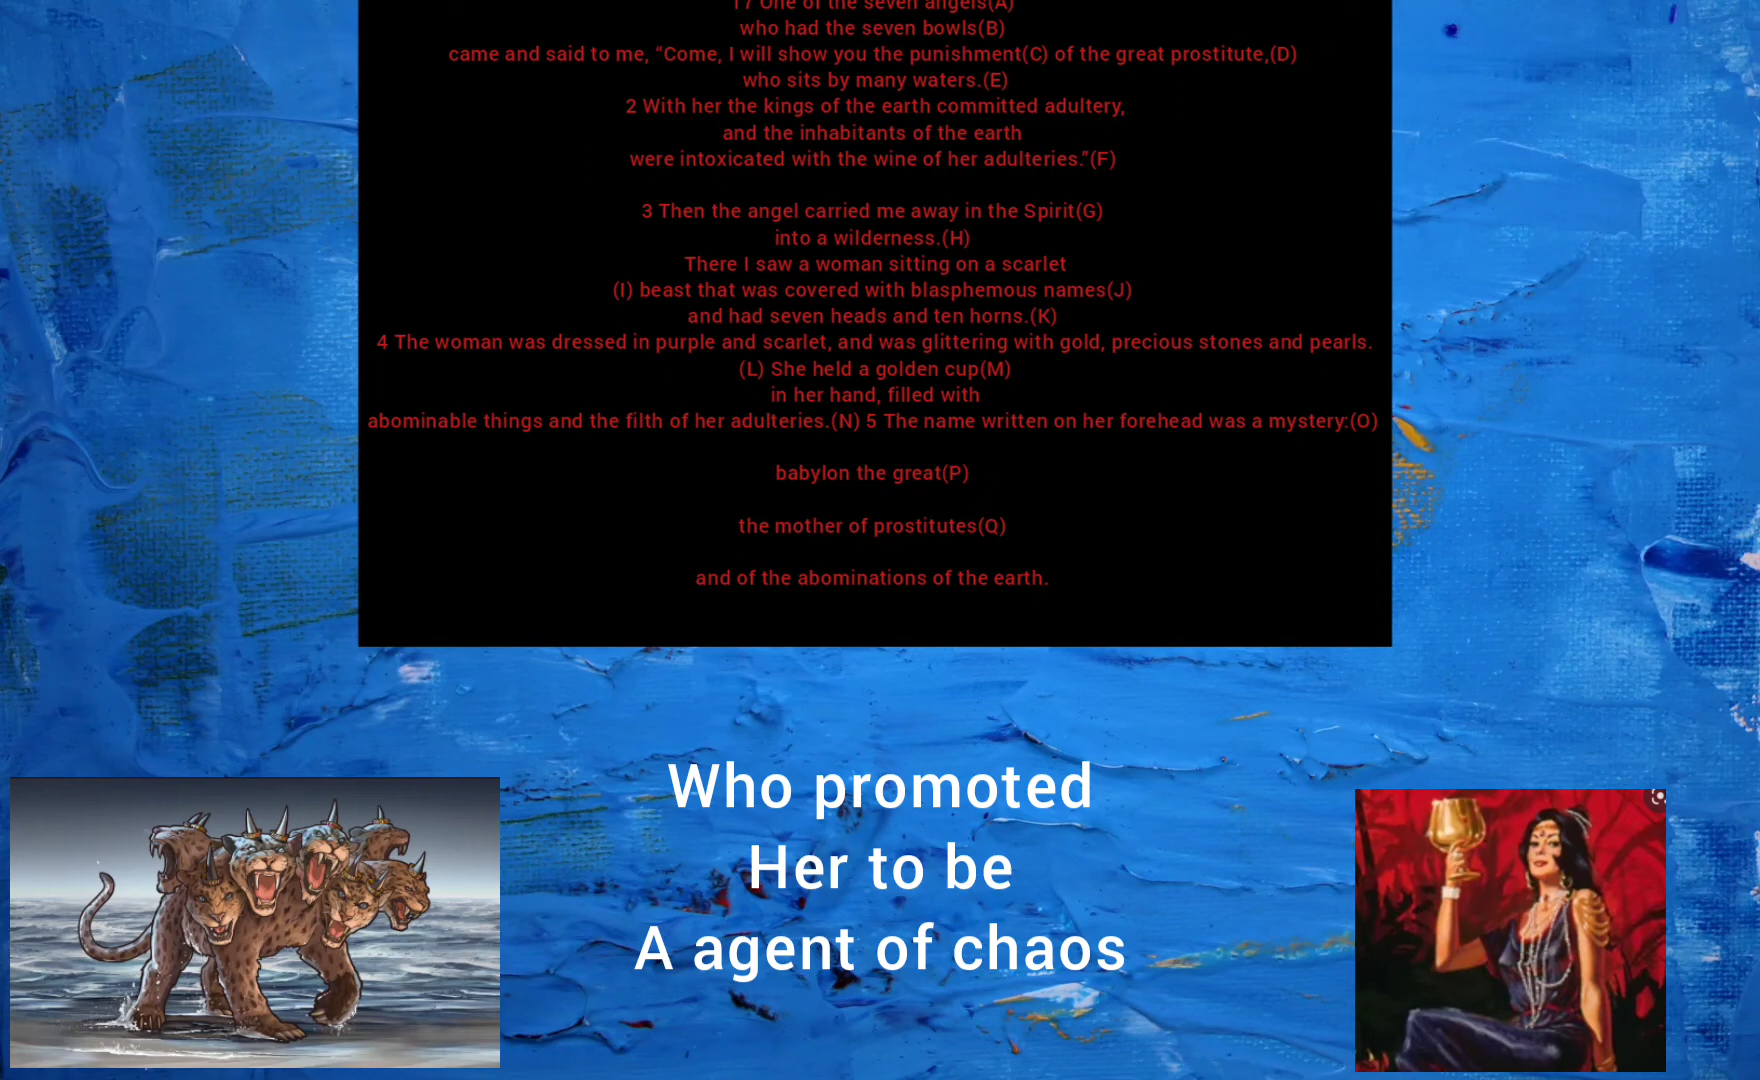 17 One of the seven angels(A)
who had the seven bowls(B)
came and said to me, “Come, I will show you the punishment(C) of the great prostitute,(D)
who sits by many waters.(E)
2 With her the kings of the earth committed adultery,
and the inhabitants of the earth
were intoxicated with the wine of her adulteries.”(F)
3 Then the angel carried me away in the Spirit(G)
into a wilderness.(H)
There I saw a woman sitting on a scarlet
(I) beast that was covered with blasphemous names(J)
and had seven heads and ten horns.(K)
4 The woman was dressed in purple and scarlet, and was glittering with gold, precious stones and pearls.
(L) She held a golden cup(M)
in her hand, filled with
abominable things and the filth of her adulteries.(N) 5 The name written on her forehead was a mystery:(O)
babylon the great(P)
the mother of prostitutes(Q)
and of the abominations of the earth.
Who promoted
Her to be
A agent of chaos